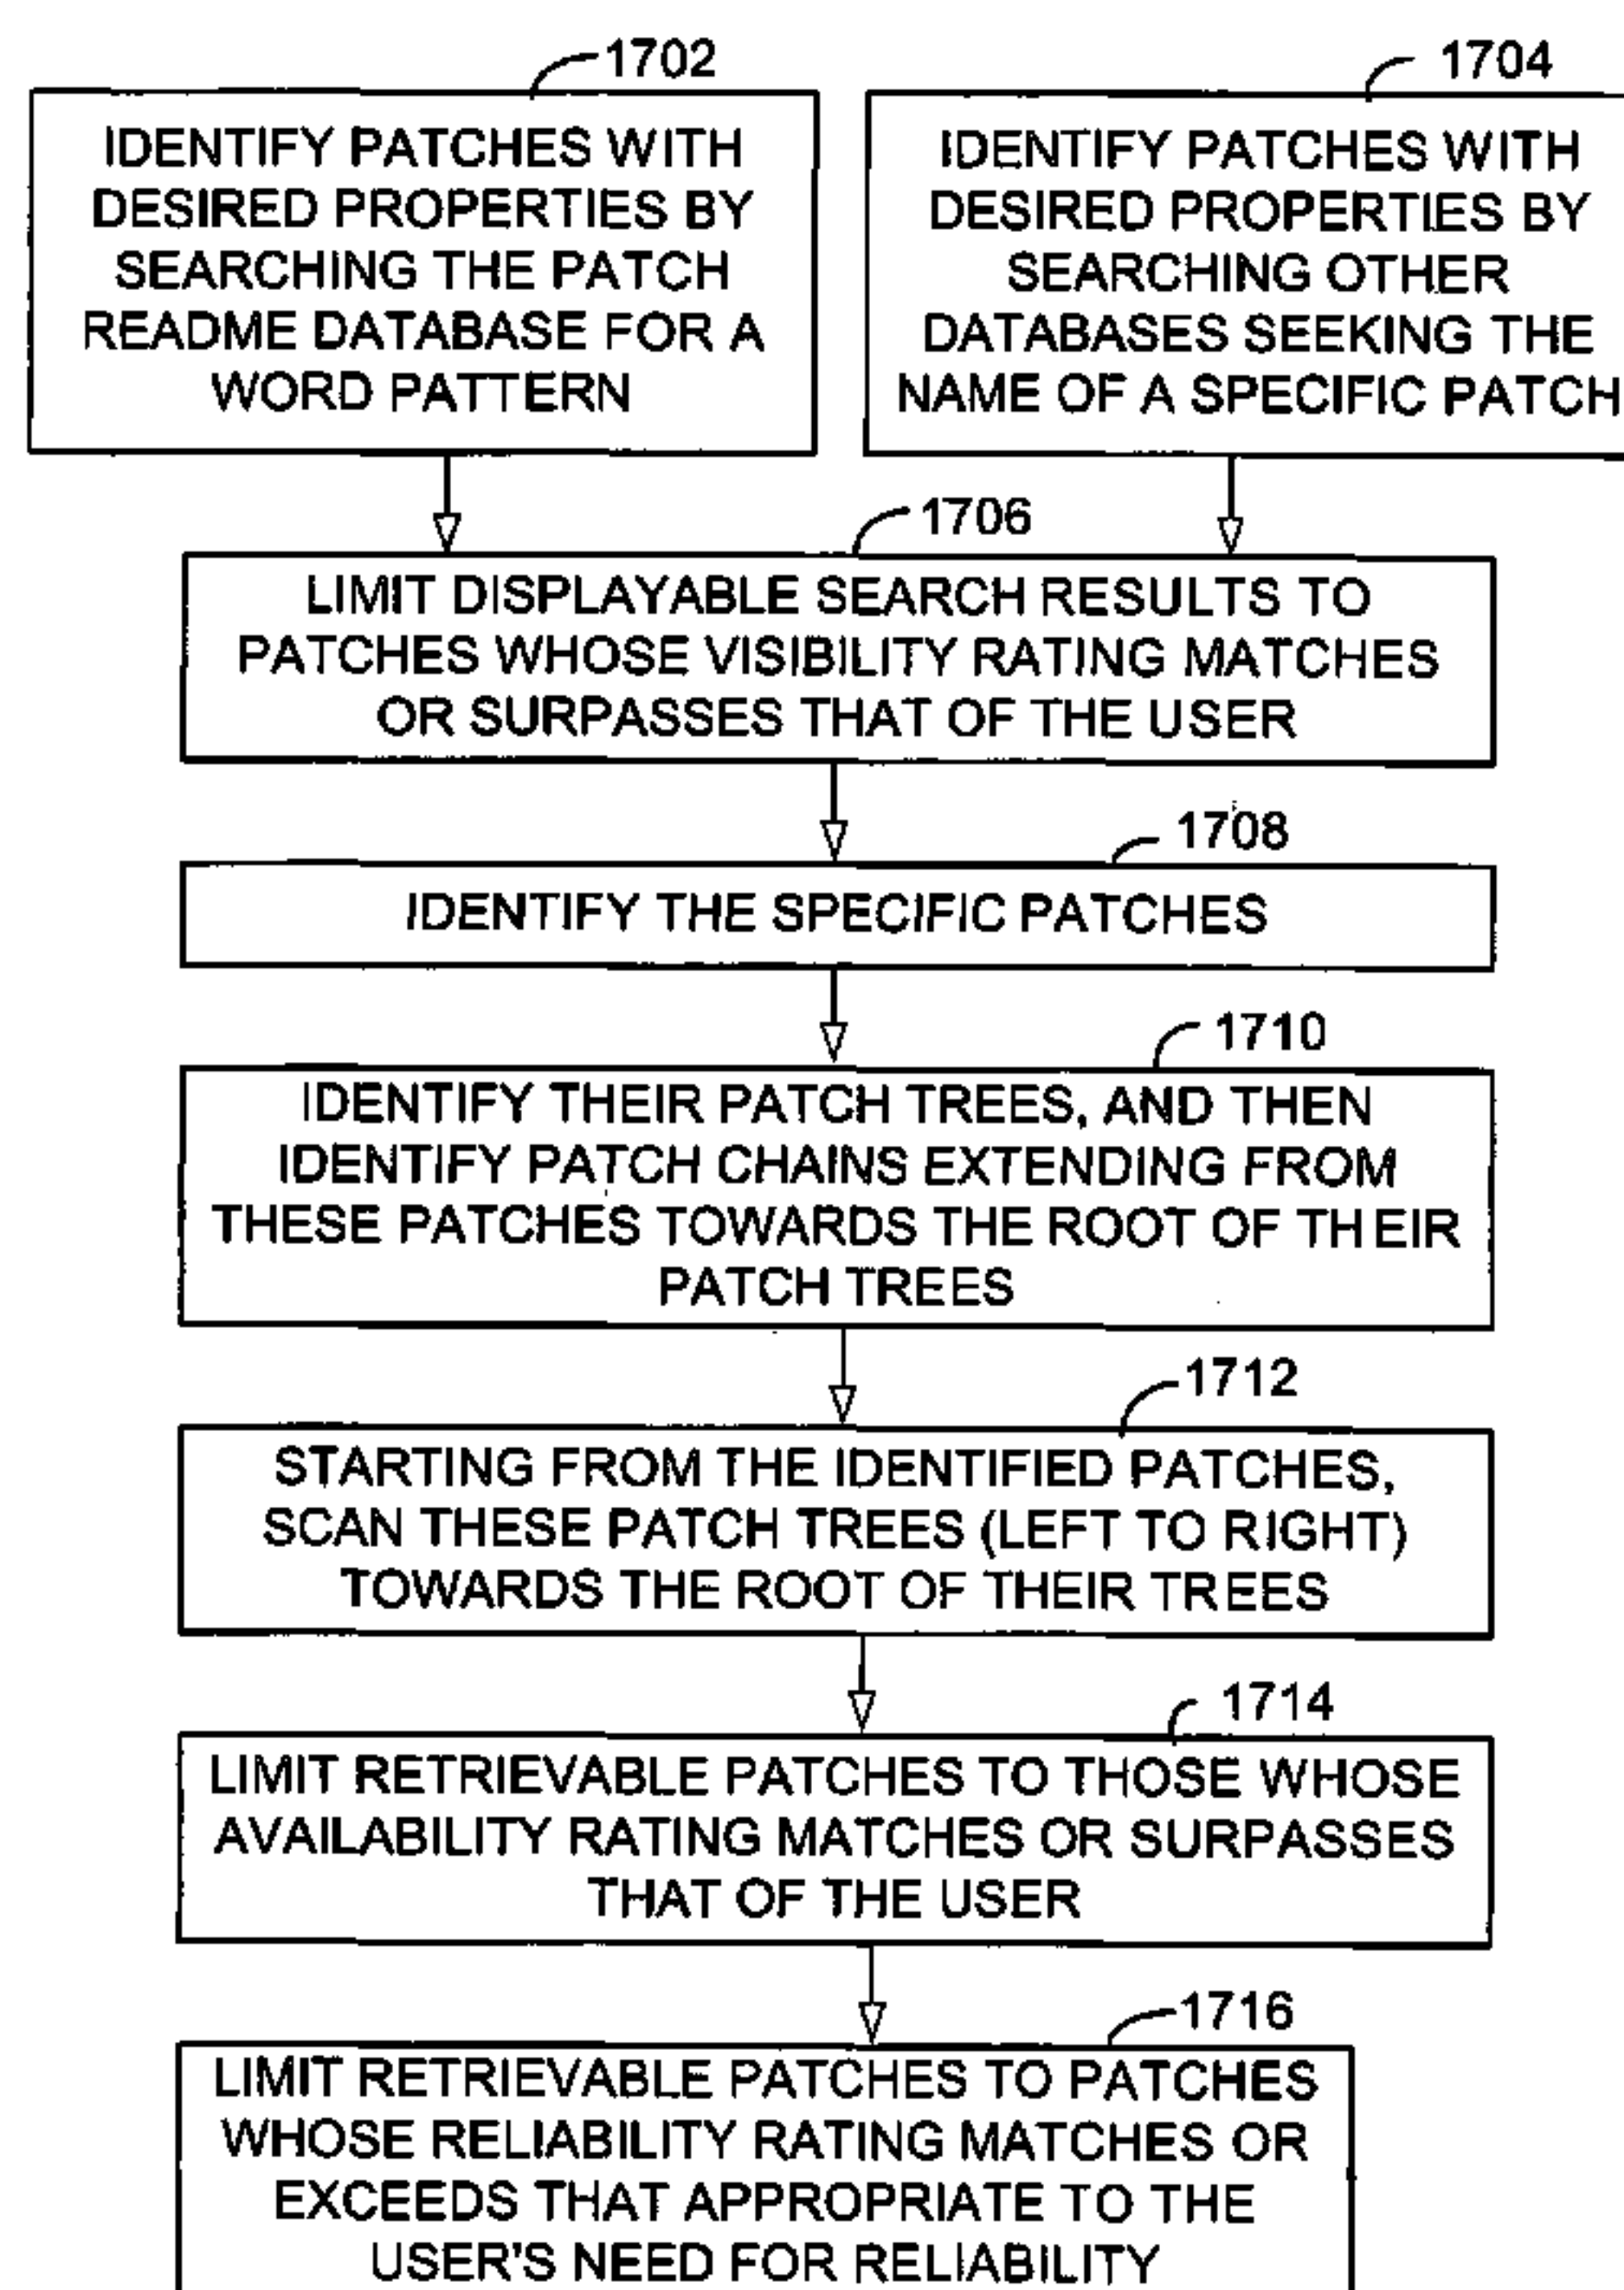 1702
IDENTIFY PATCHES WITH
DESIRED PROPERTIES BY
SEARCHING THE PATCH
README DATABASE FOR A
WORD PATTERN
1704
IDENTIFY PATCHES WITH
DESIRED PROPERTIES BY
SEARCHING OTHER
DATABASES SEEKING THE
NAME OF A SPECIFIC PATCH
1706
LIMIT DISPLAYABLE SEARCH RESULTS TO
PATCHES WHOSE VISIBILITY RATING MATCHES
OR SURPASSES THAT OF THE USER
1708
IDENTIFY THE SPECIFIC PATCHES
1710
IDENTIFY THEIR PATCH TREES, AND THEN
IDENTIFY PATCH CHAINS EXTENDING FROM
THESE PATCHES TOWARDS THE ROOT OF THEIR
PATCH TREES
1712
STARTING FROM THE IDENTIFIED PATCHES,
SCAN THESE PATCH TREES (LEFT TO RIGHT)
TOWARDS THE ROOT OF THEIR TREES
1714
LIMIT RETRIEVABLE PATCHES TO THOSE WHOSE
AVAILABILITY RATING MATCHES OR SURPASSES
THAT OF THE USER
1716
LIMIT RETRIEVABLE PATCHES TO PATCHES
WHOSE RELIABILITY RATING MATCHES OR
EXCEEDS THAT APPROPRIATE TO THE
USER'S NEED FOR RELIABILITY